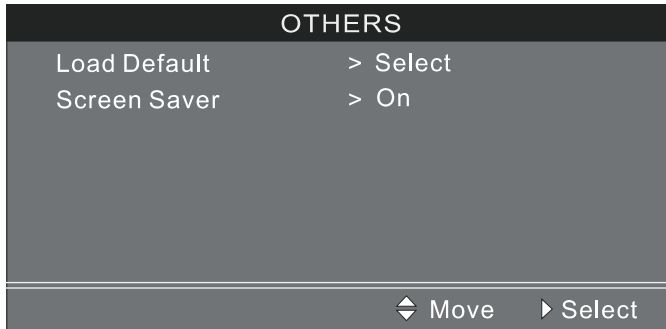 OTHERS
Load Default > Select
Screen Saver > On
Move Select